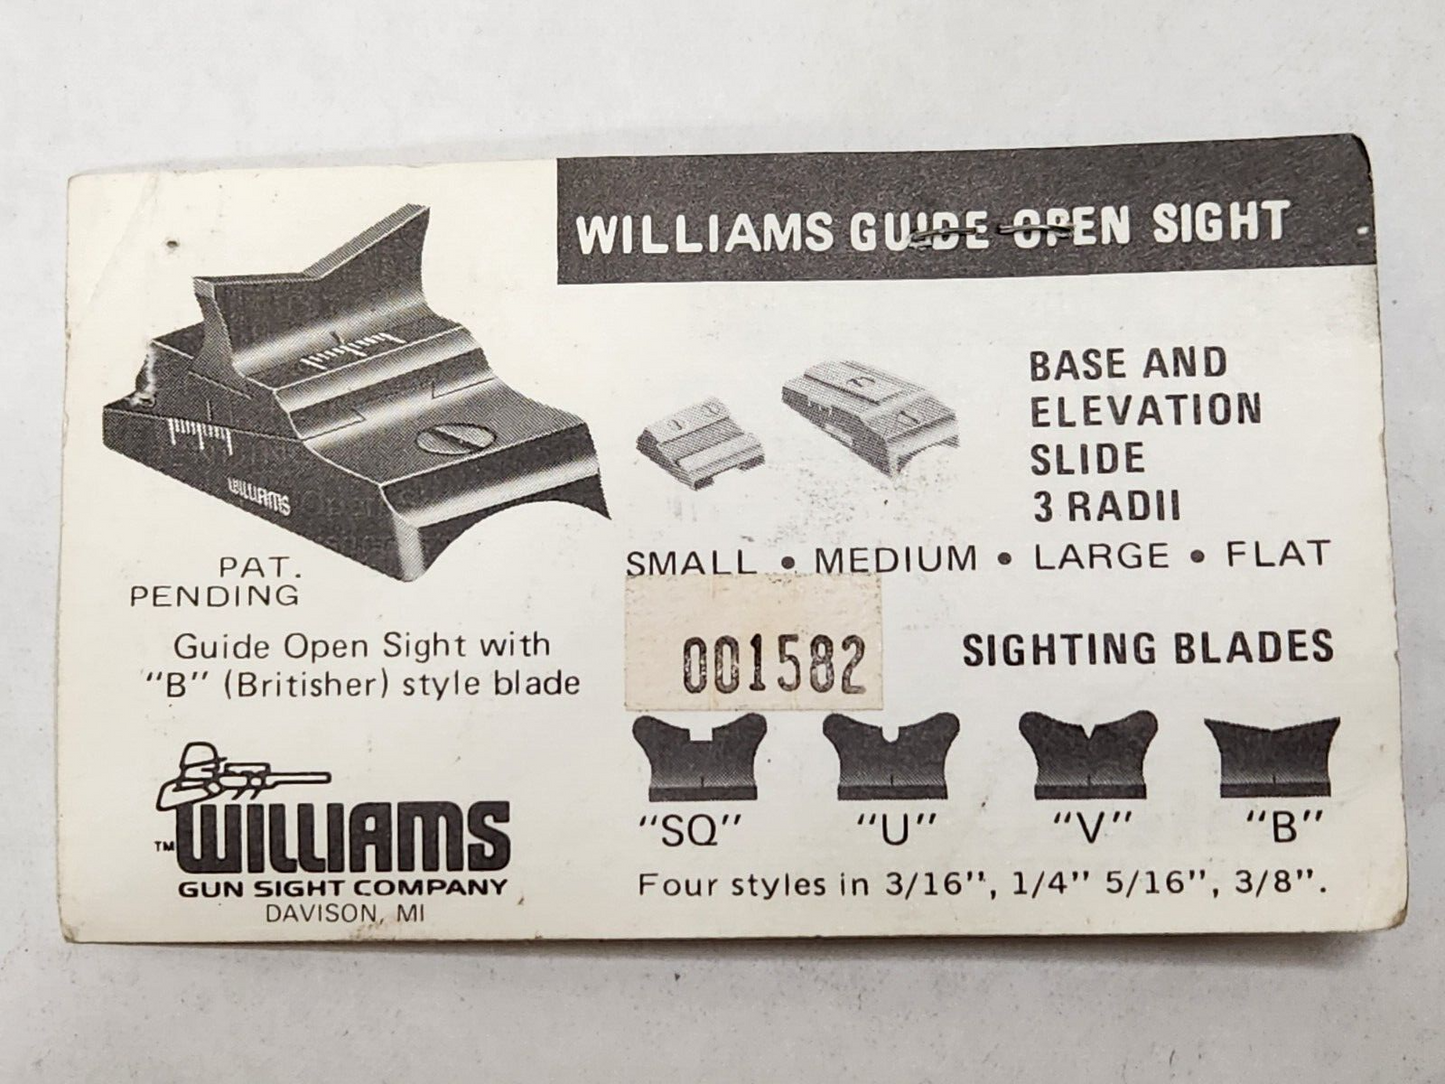 WILLIAMS GUIDE OPEN SIGHT
WILLIAMS
PAT.
PENDING
Guide Open Sight with
"B" (Britisher) style blade
BASE AND
ELEVATION
SLIDE
3 RADII
SMALL • MEDIUM • LARGE • FLAT
001582
SIGHTING BLADES
"SQ" "U" "V" "B"
Four styles in 3/16", 1/4" 5/16", 3/8".
™WILLIAMS
GUN SIGHT COMPANY
DAVISON, MI